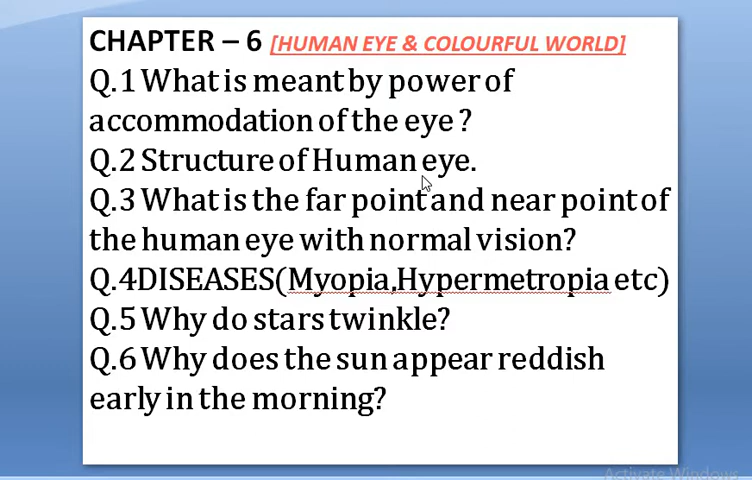 CHAPTER – 6 [HUMAN EYE & COLOURFUL WORLD]
Q.1 What is meant by power of
accommodation of the eye ?
Q.2 Structure of Human eye.
Q.3 What is the far point and near point of
the human eye with normal vision?
Q.4DISEASES(Myopia,Hypermetropia etc)
Q.5 Why do stars twinkle?
Q.6 Why does the sun appear reddish
early in the morning?
Activate Windows